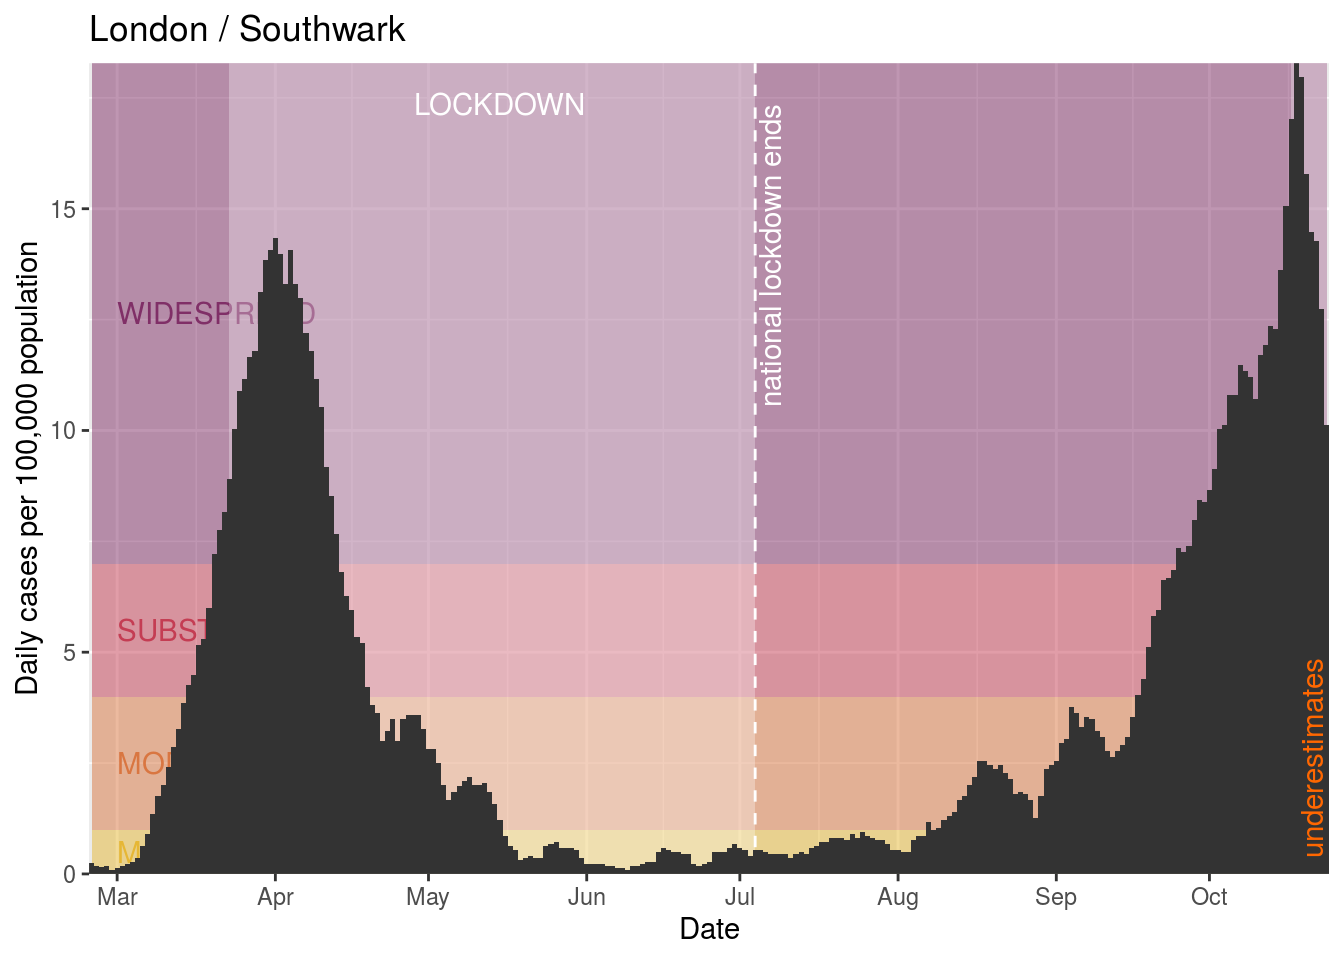 London / Southwark
LOCKDOWN
national lockdown ends
15
WIDESPR
10
Daily cases per 100,000 population
SUBST
5
underestimates
MO
M
0
Mar Apr May Jun Jul Aug Sep Oct
Date